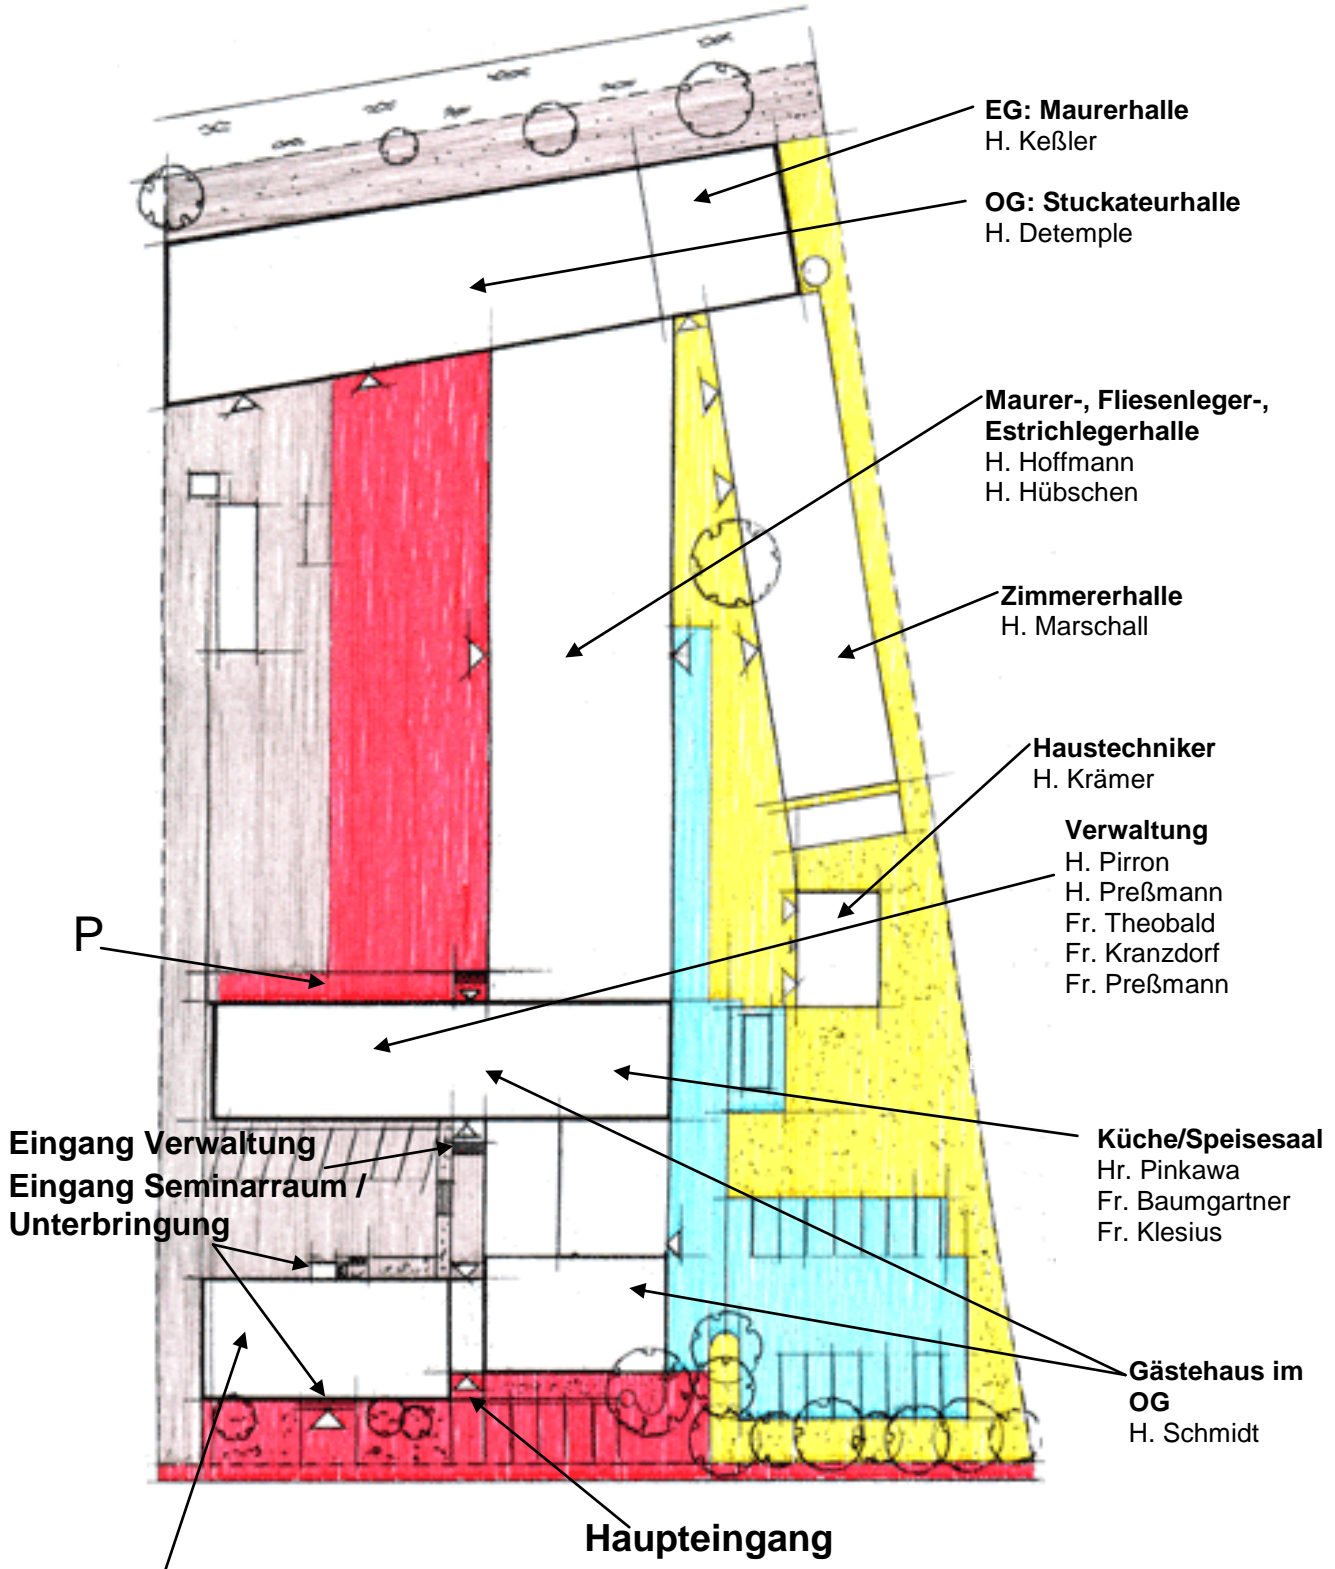 EG: Maurerhalle
H. Keßler
OG: Stuckateurhalle
H. Detemple
Maurer-, Fliesenleger-,
Estrichlegerhalle
H. Hoffmann
H. Hübschen
Zimmererhalle
H. Marschall
Haustechniker
H. Krämer
Verwaltung
H. Pirron
H. Preßmann
Fr. Theobald
Fr. Kranzdorf
Fr. Preßmann
P
Eingang Verwaltung
Eingang Seminarraum /
Unterbringung
Küche/Speisesaal
Hr. Pinkawa
Fr. Baumgartner
Fr. Klesius
Gästehaus im
OG
H. Schmidt
Haupteingang